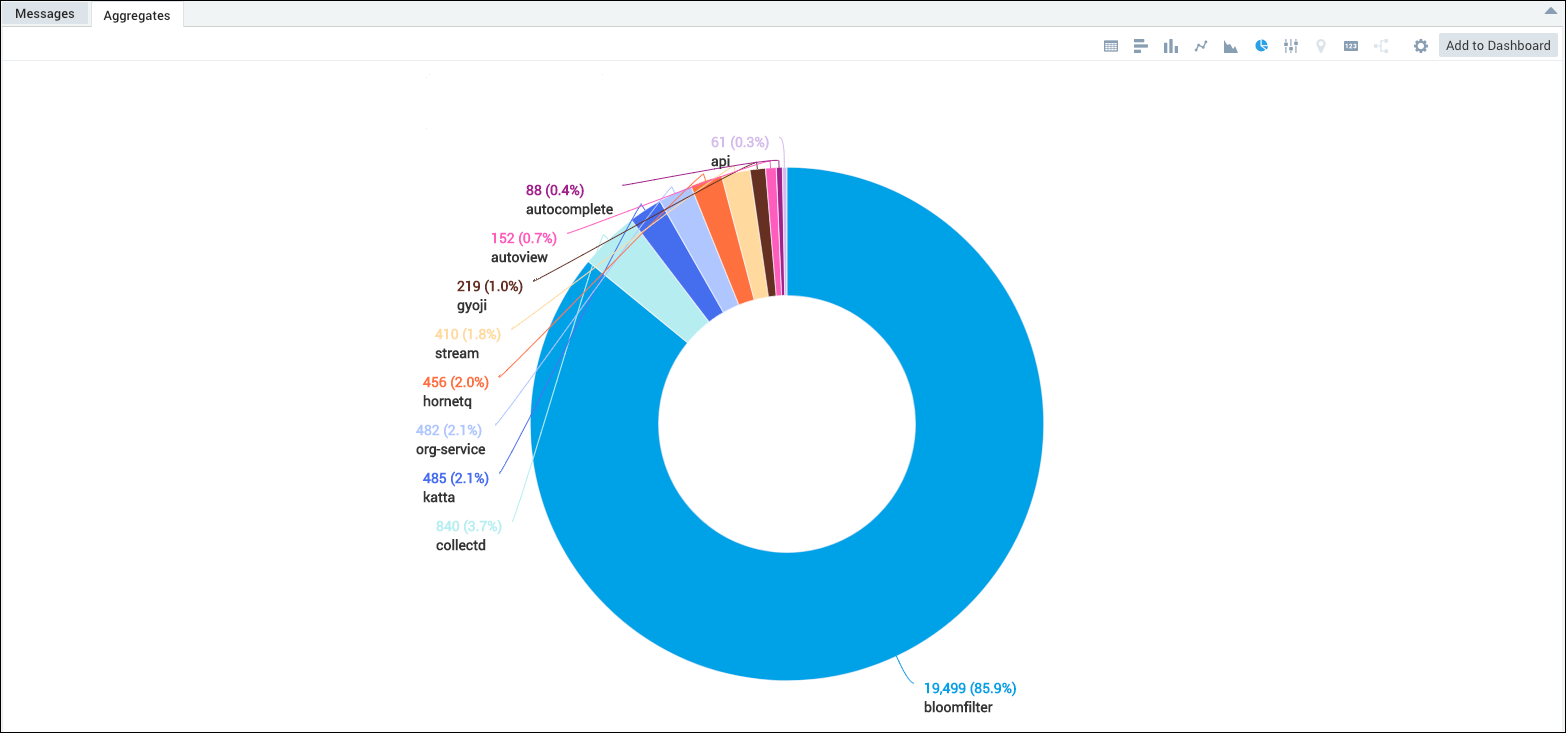 Messages
Aggregates
123
Add to Dashboard
61 (0.3%)
api
88 (0.4%)
autocomplete
152 (0.7%)
autoview
219 (1.0%)
gyoji
410 (1.8%)
stream
456 (2.0%)
hornetq
482 (2.1%)
org-service
485 (2.1%)
katta
840 (3.7%)
collectd
19,499 (85.9%)
bloomfilter